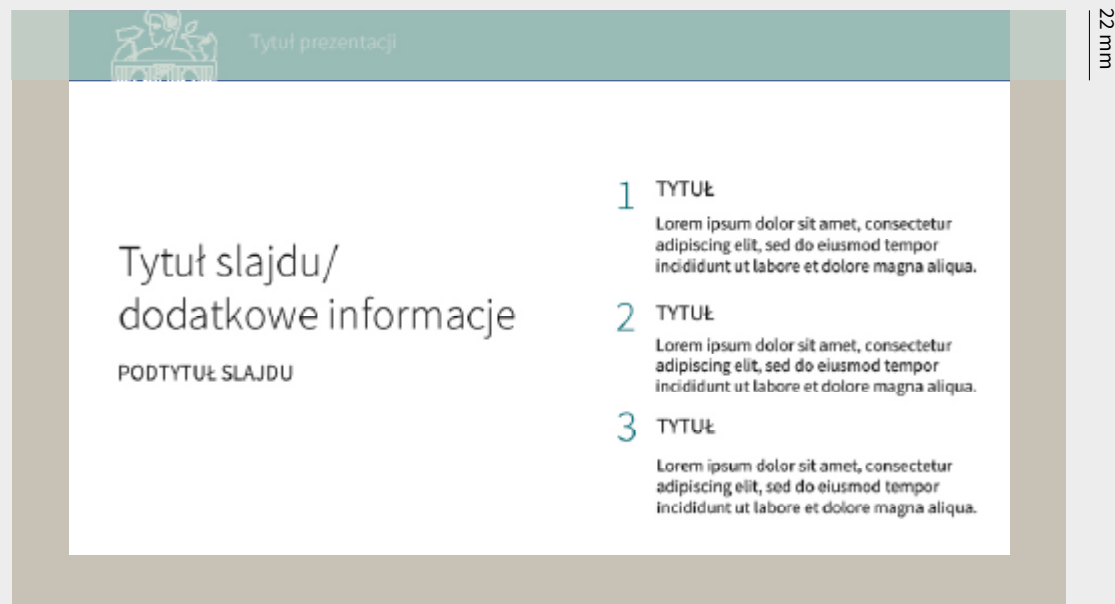 Tytuł prezentacji
22 mm
Tytuł slajdu/
dodatkowe informacje
PODTYTUŁ SLAJDU
1 TYTUŁ
Lorem ipsum dolor sit amet, consectetur
adipiscing elit, sed do eiusmod tempor
incididunt ut labore et dolore magna aliqua.
2 TYTUŁ
Lorem ipsum dolor sit amet, consectetur
adipiscing elit, sed do eiusmod tempor
incididunt ut labore et dolore magna aliqua.
3 TYTUŁ
Lorem ipsum dolor sit amet, consectetur
adipiscing elit, sed do eiusmod tempor
incididunt ut labore et dolore magna aliqua.